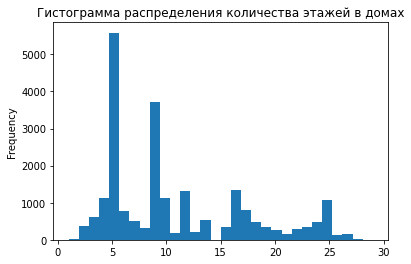 Гистограмма распределения количества этажей в домах
Frequency
5000
4000
3000
2000
1000
0
0 5 10 15 20 25 30